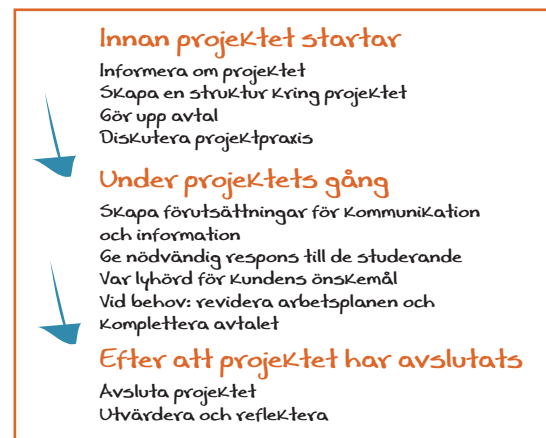 Innan projektet startar
Informera om projektet
Skapa en struktur kring projektet
Gör upp avtal
Diskutera projektpraxis
Under projektets gång
Skapa förutsättningar för kommunikation
och information
Ge nödvändig respons till de studerande
Var lyhörd för kundens önskemål
Vid behov: revidera arbetsplanen och
komplettera avtalet
Efter att projektet har avslutats
Avsluta projektet
Utvärdera och reflektera